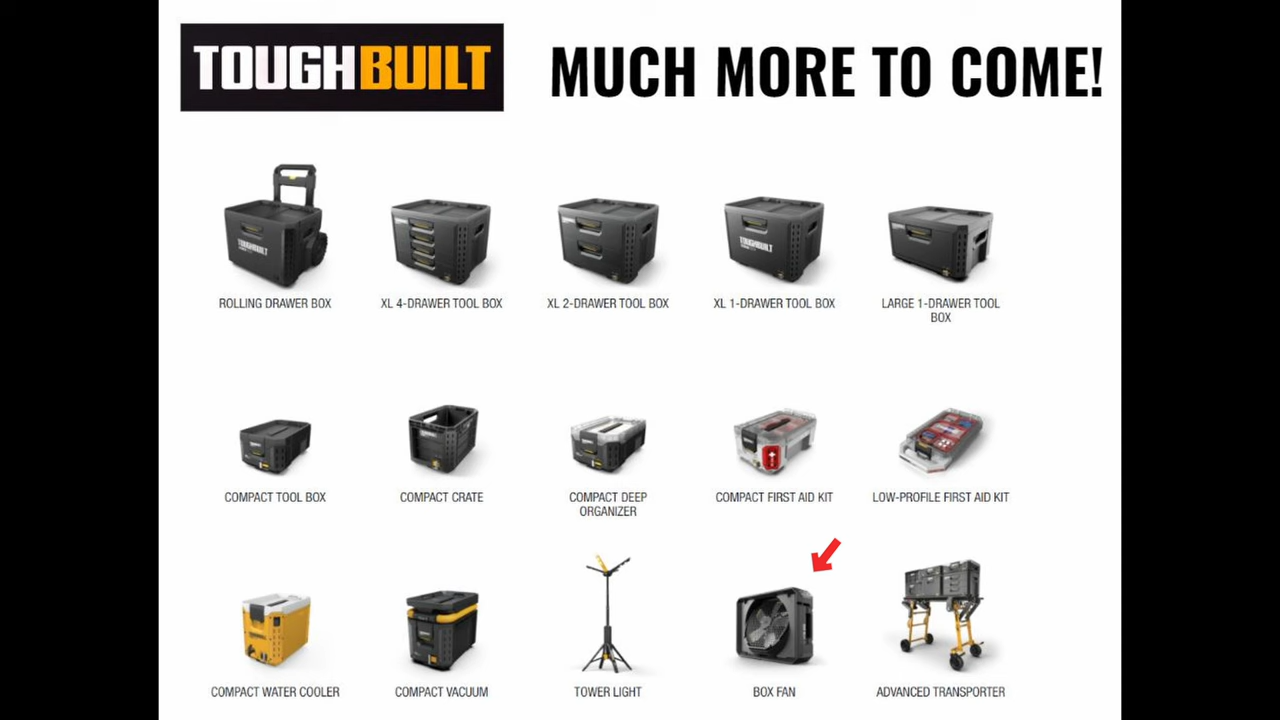 TOUGHBUILT
MUCH MORE TO COME!
TOUGHBUILT
ROLLING DRAWER BOX
XL 4-DRAWER TOOL BOX
XL 2-DRAWER TOOL BOX
TOUGHBUILT
XL 1-DRAWER TOOL BOX
LARGE 1-DRAWER TOOL
BOX
COMPACT TOOL BOX
COMPACT CRATE
COMPACT DEEP
ORGANIZER
COMPACT FIRST AID KIT
LOW-PROFILE FIRST AID KIT
COMPACT WATER COOLER
COMPACT VACUUM
TOWER LIGHT
BOX FAN
ADVANCED TRANSPORTER